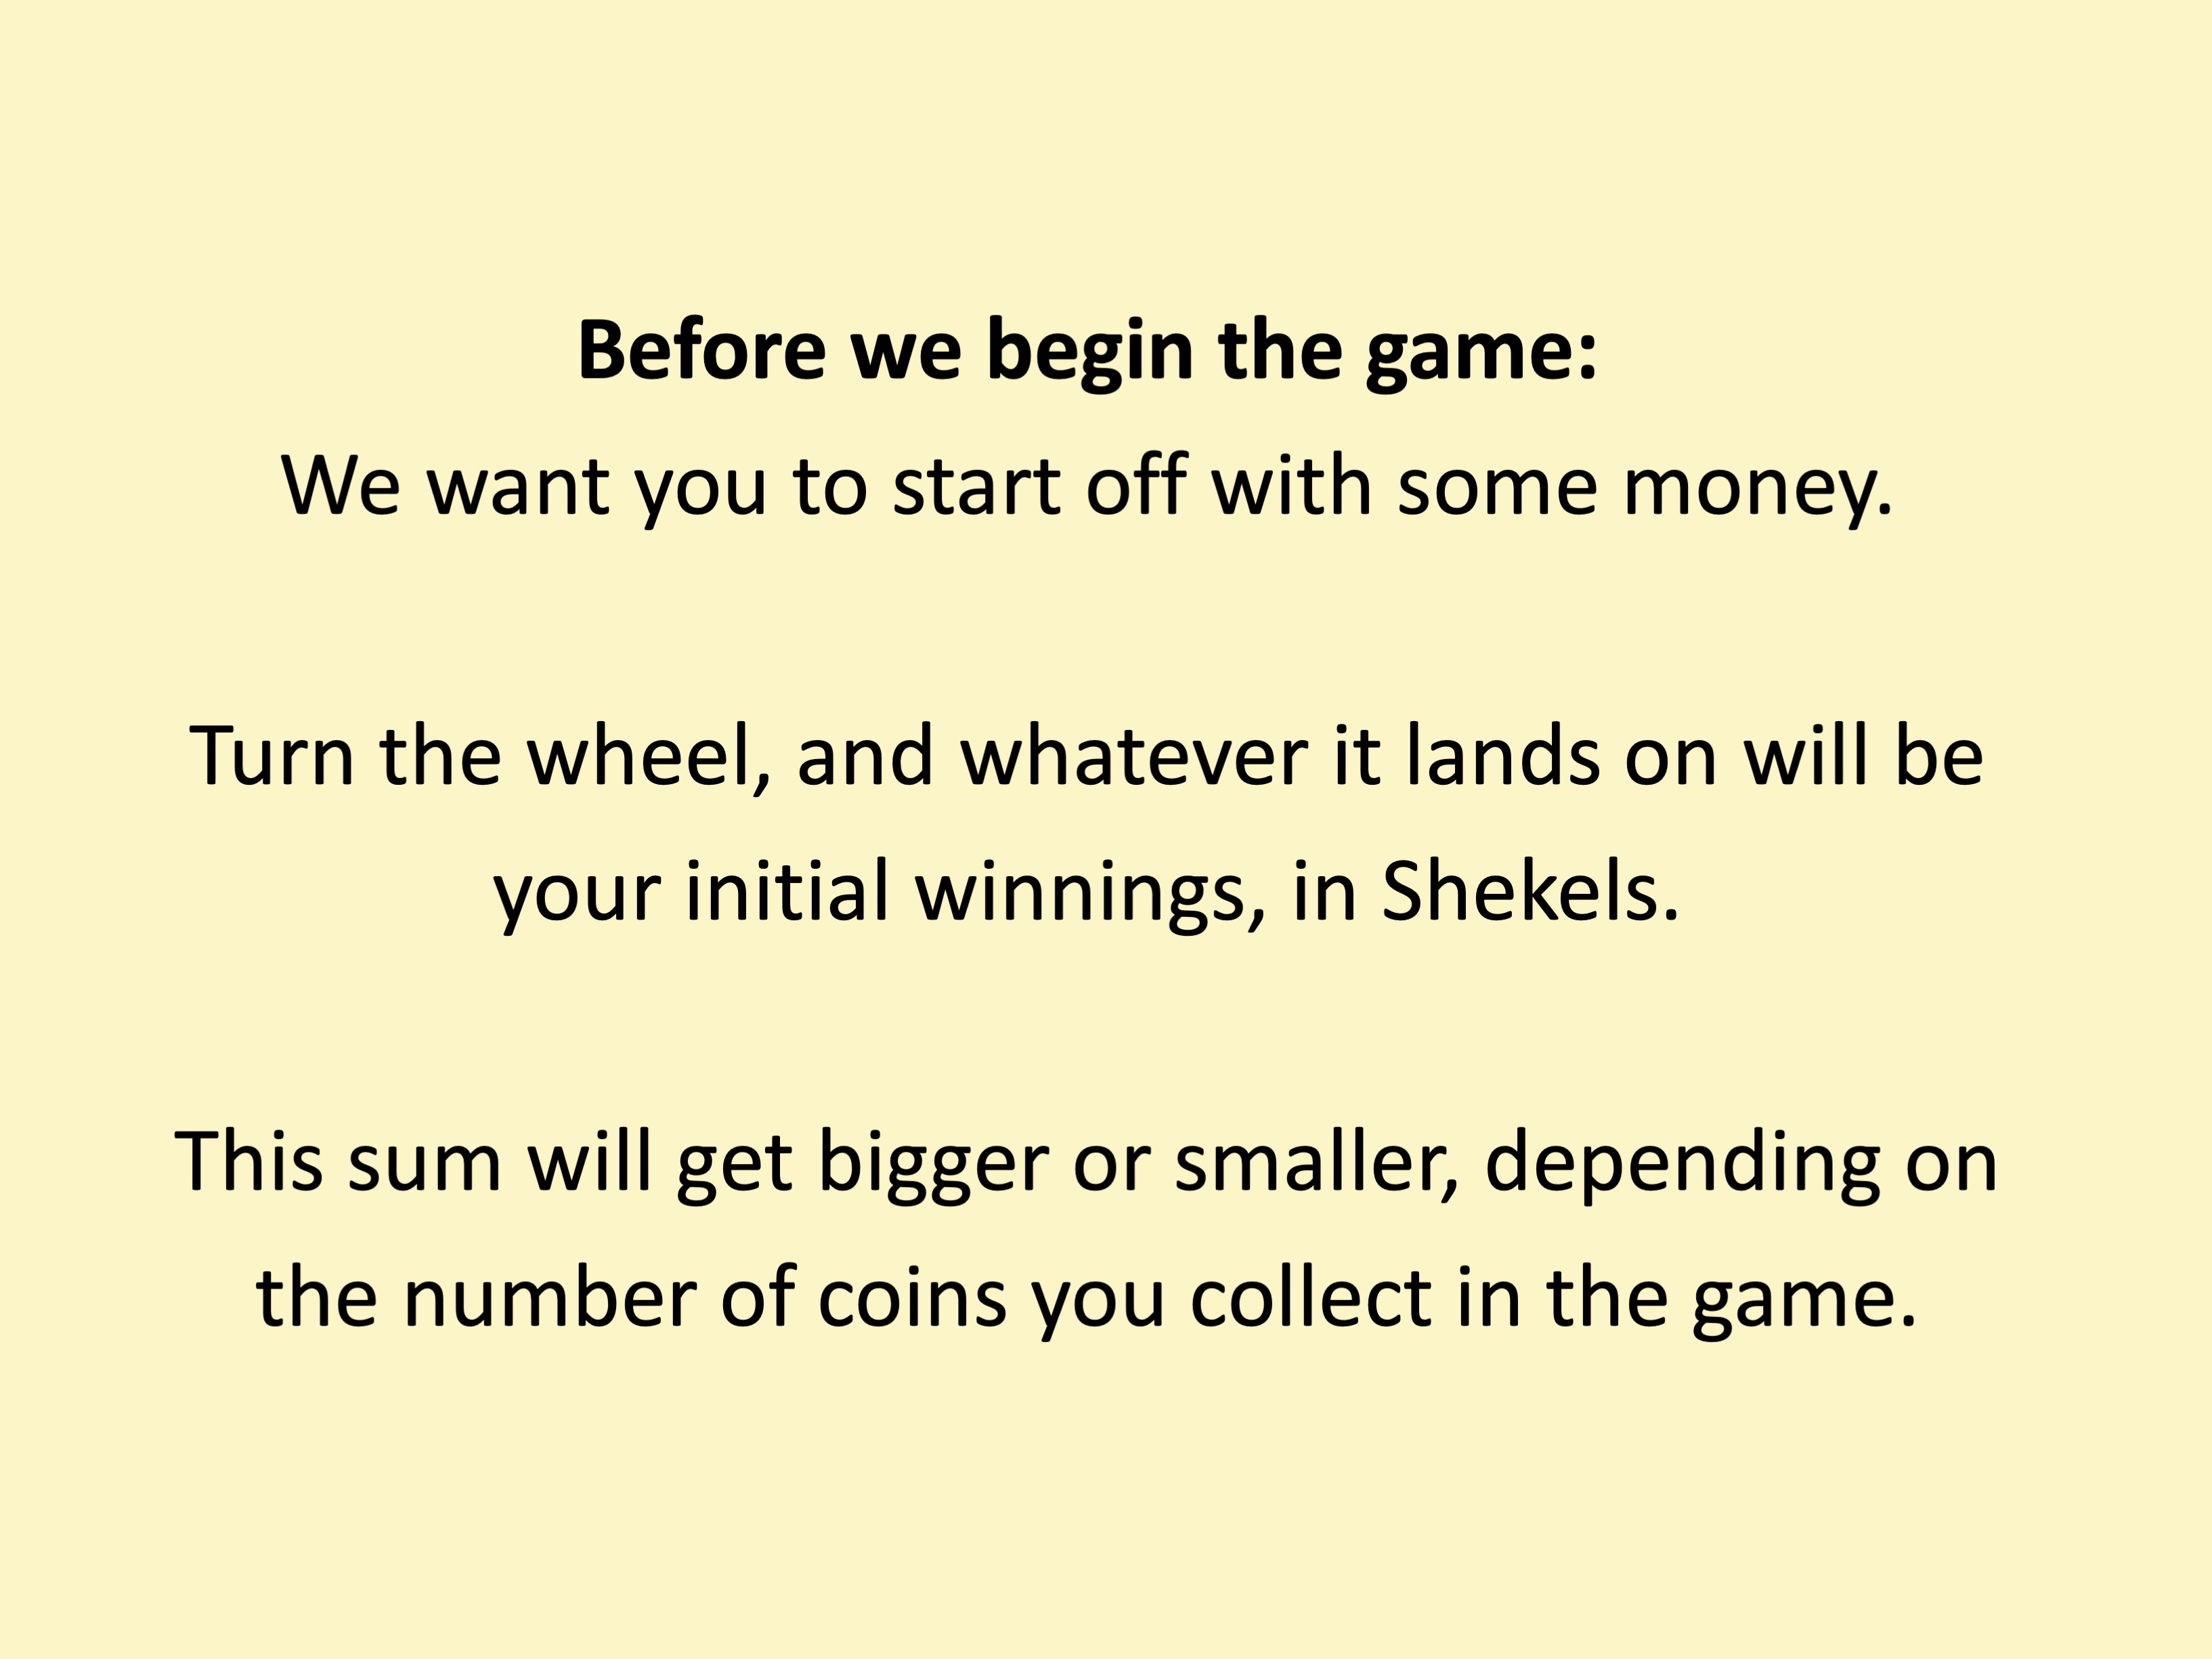 Before we begin the game:
We want you to start off with some money.
Turn the wheel, and whatever it lands on will be
your initial winnings, in Shekels.
This sum will get bigger or smaller, depending on
the number of coins you collect in the game.